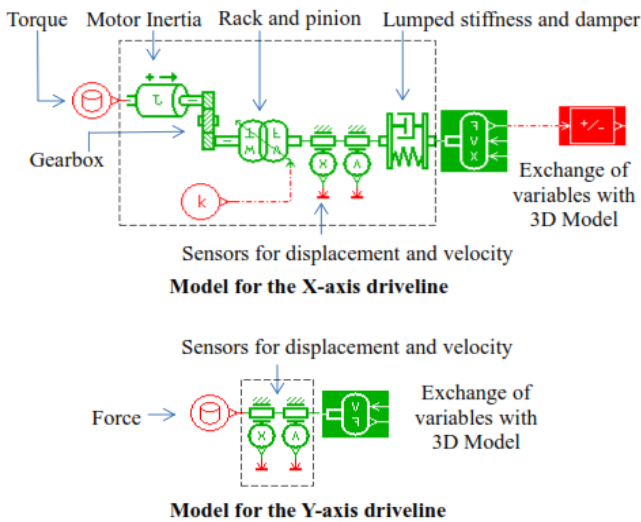 Torque Motor Inertia Rack and pinion Lumped stiffness and damper
Gearbox
k
+/-
Exchange of
variables with
3D Model
Sensors for displacement and velocity
Model for the X-axis driveline
Sensors for displacement and velocity
Force
Exchange of
variables with
3D Model
Model for the Y-axis driveline